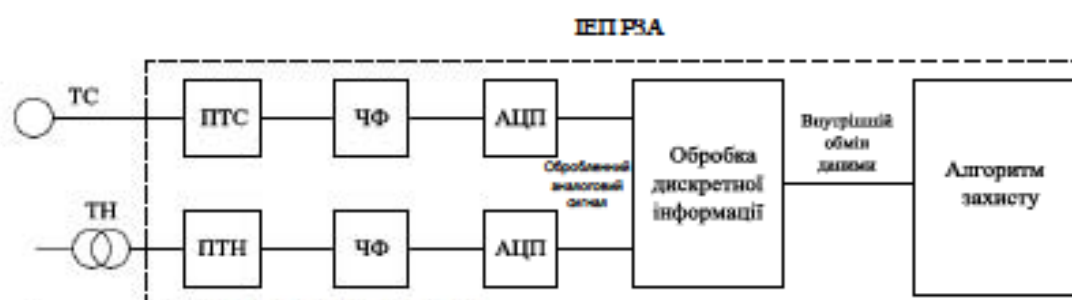 ІЕП РЗА
ТС
ПТС
ЧФ
АЦП
Обробленний
аналоговий
сигнал
Обробка
дискретної
інформації
Внутрішній
обмін
даними
Алгоритм
захисту
ТН
ПТН
ЧФ
АЦП